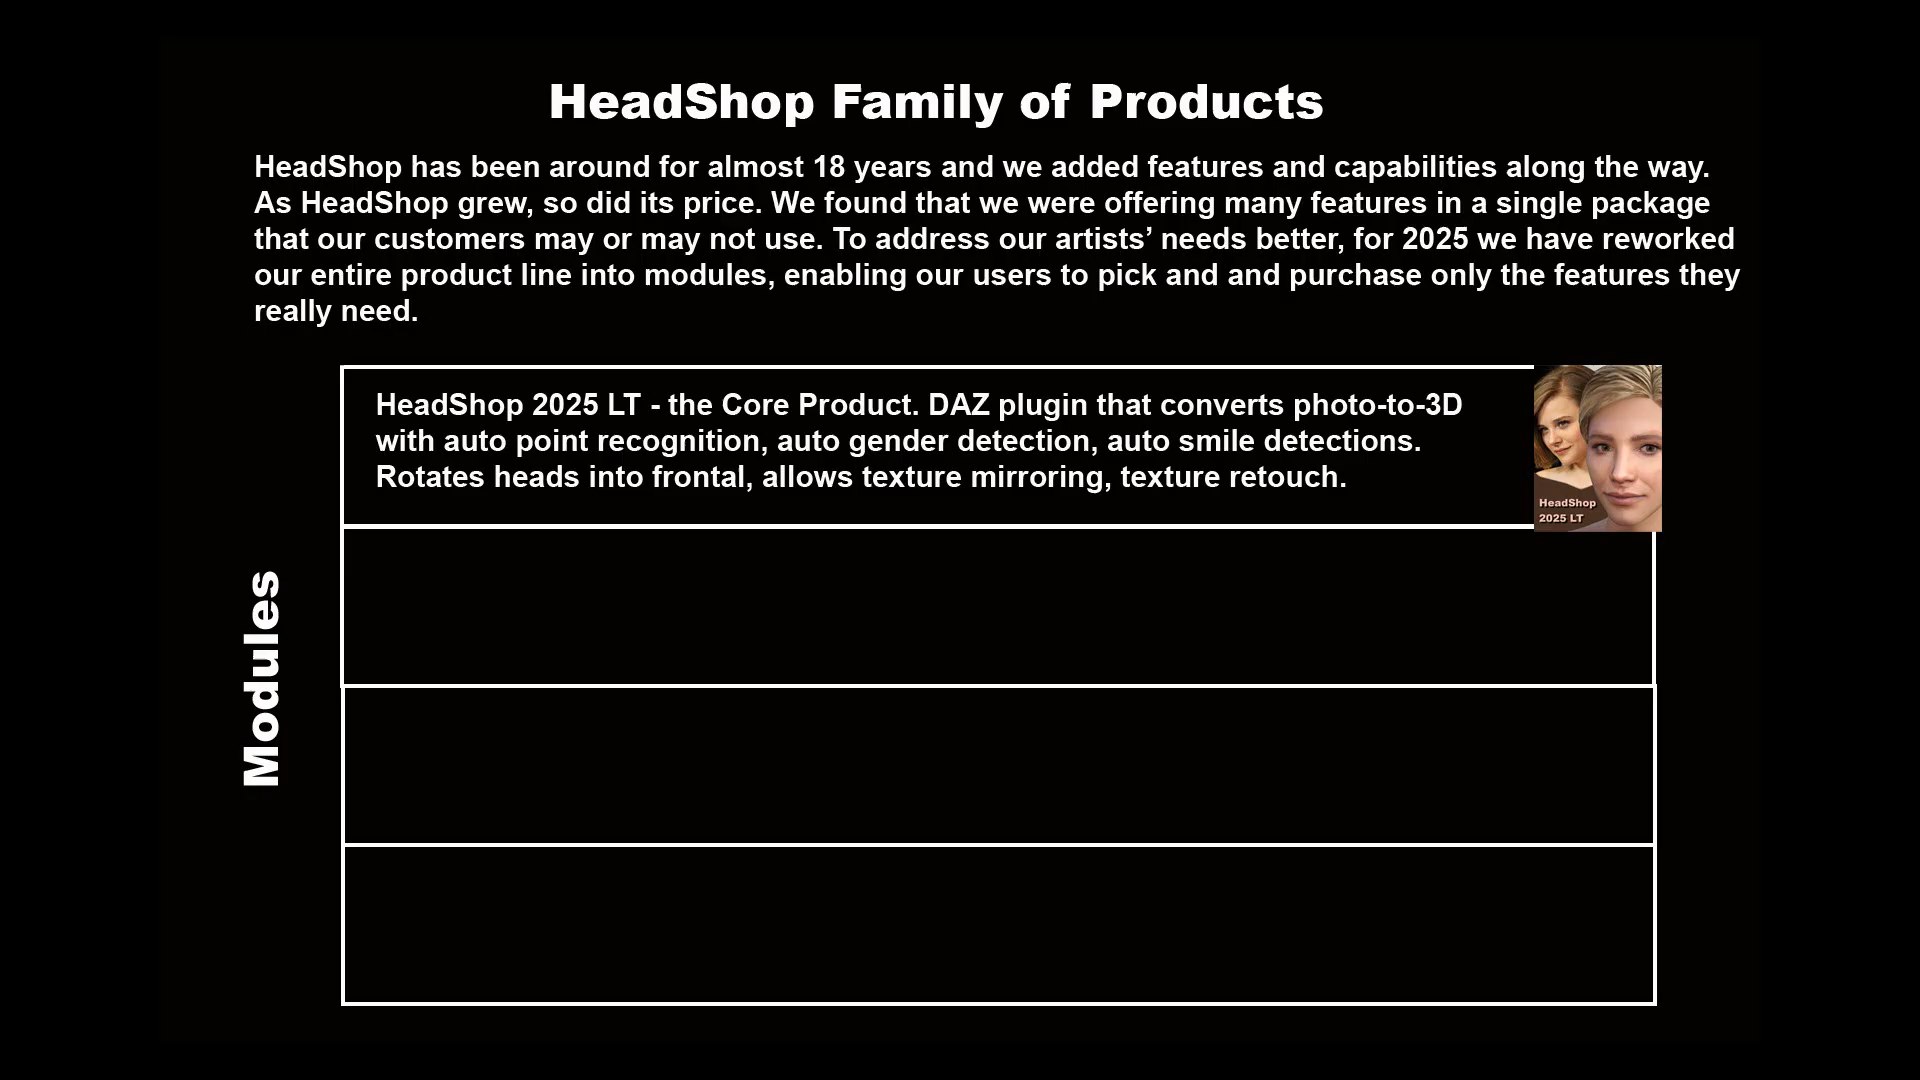 HeadShop Family of Products
HeadShop has been around for almost 18 years and we added features and capabilities along the way.
As HeadShop grew, so did its price. We found that we were offering many features in a single package
that our customers may or may not use. To address our artists’ needs better, for 2025 we have reworked
our entire product line into modules, enabling our users to pick and and purchase only the features they
really need.
HeadShop 2025 LT - the Core Product. DAZ plugin that converts photo-to-3D
with auto point recognition, auto gender detection, auto smile detections.
Rotates heads into frontal, allows texture mirroring, texture retouch.
HeadShop
2025 LT
Modules